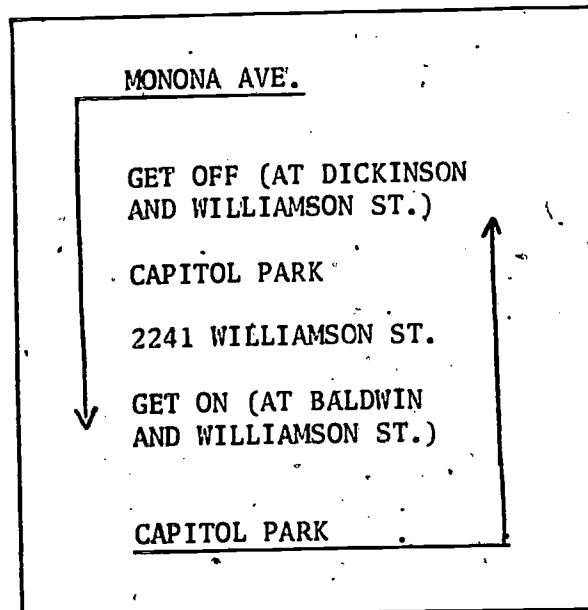 MONONA AVE.
GET OFF (AT DICKINSON
AND WILLIAMSON ST.)
CAPITOL PARK
2241 WILLIAMSON ST.
GET ON (AT BALDWIN
AND WILLIAMSON ST.)
CAPITOL PARK